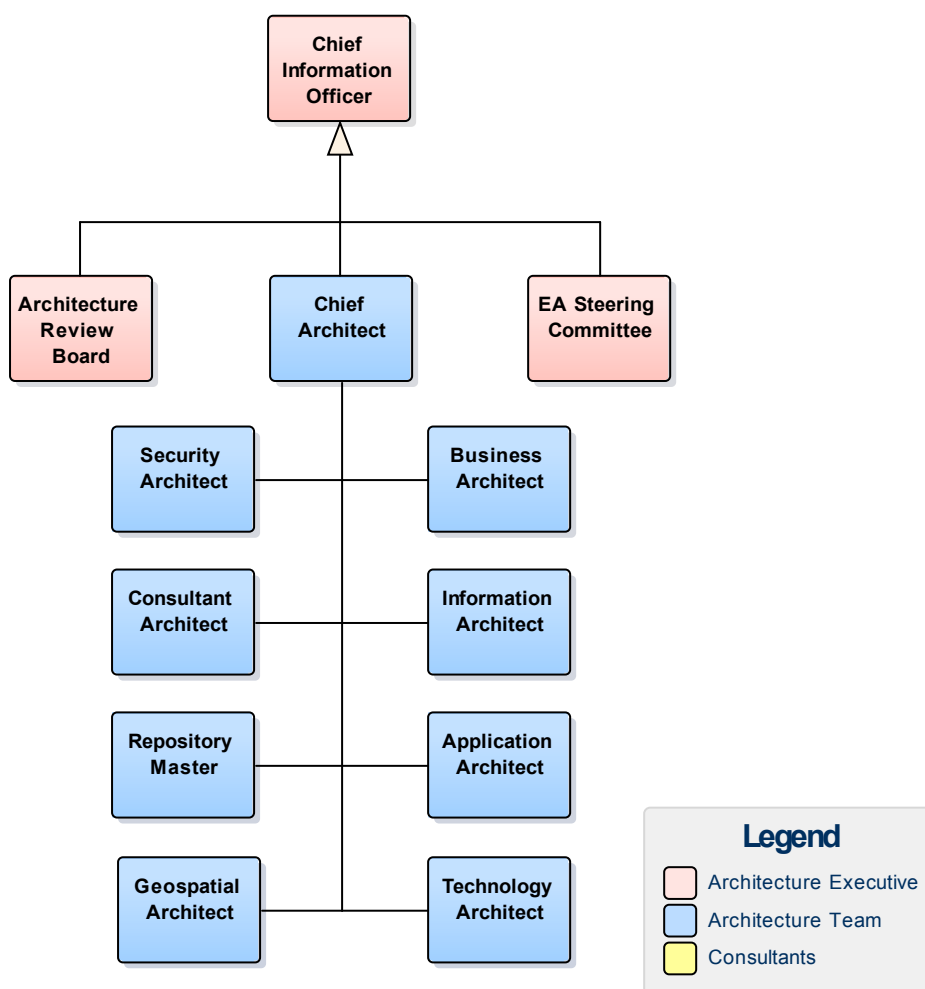 Chief
Information
Officer
Architecture
Review
Board
Chief
Architect
EA Steering
Committee
Security
Architect
Business
Architect
Consultant
Architect
Information
Architect
Repository
Master
Application
Architect
Geospatial
Architect
Technology
Architect
Legend
Architecture Executive
Architecture Team
Consultants